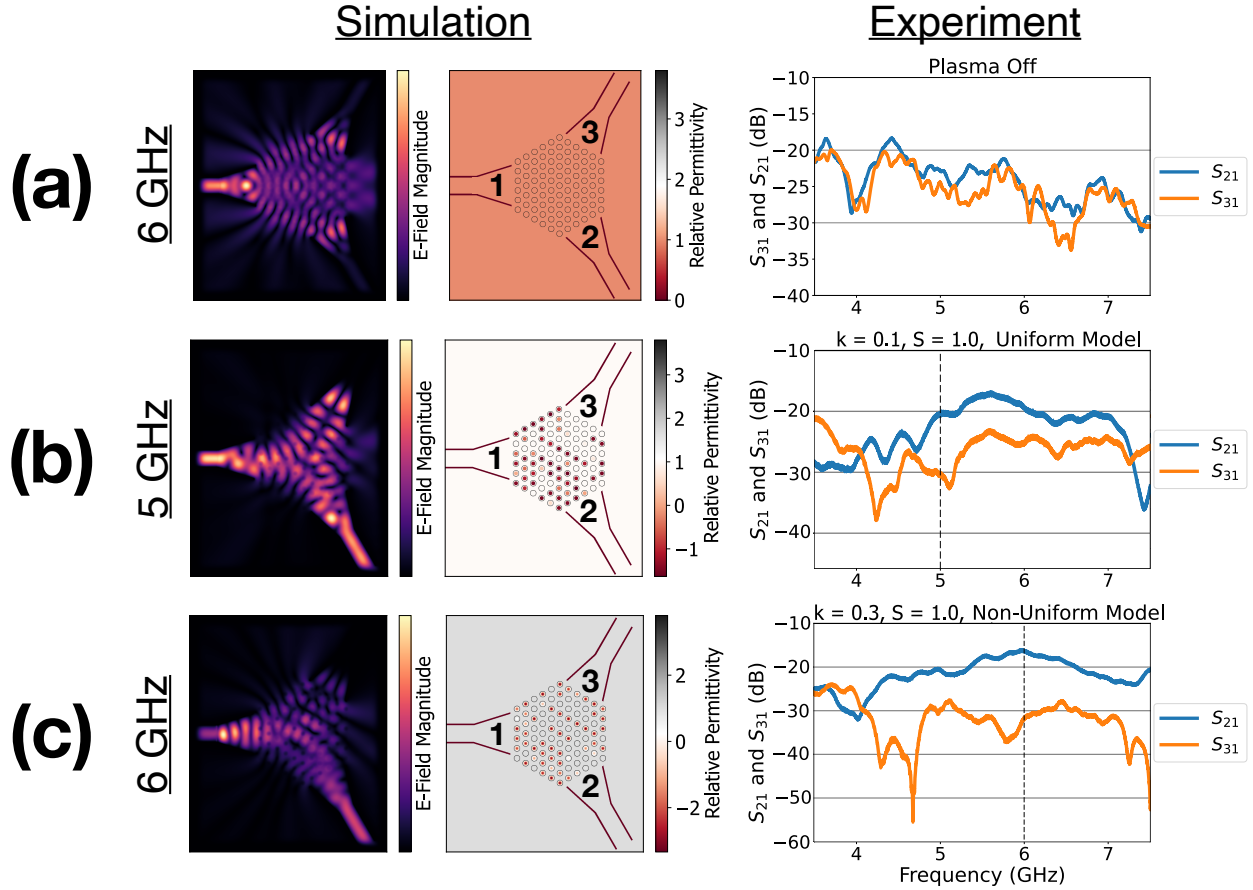 Simulation
Experiment
(a)
6 GHz
E-Field Magnitude
1
2
3
3
2
1
0
Relative Permittivity
Plasma Off
−10
−15
−20
−25
−30
−35
−40
S31 and S21 (dB)
4 5 6 7
S21
S31
(b)
5 GHz
E-Field Magnitude
1
2
3
3
2
1
0
−1
Relative Permittivity
k = 0.1, S = 1.0, Uniform Model
−10
−20
−30
−40
S21 and S31 (dB)
4 5 6 7
S21
S31
(c)
6 GHz
E-Field Magnitude
1
2
3
2
0
−2
Relative Permittivity
k = 0.3, S = 1.0, Non-Uniform Model
−10
−20
−30
−40
−50
−60
S21 and S31 (dB)
4 5 6 7
Frequency (GHz)
S21
S31